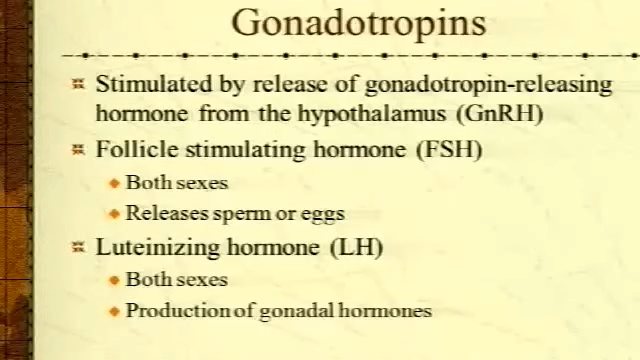 Gonadotropins
Stimulated by release of gonadotropin-releasing
hormone from the hypothalamus (GnRH)
Follicle stimulating hormone (FSH)
Both sexes
Releases sperm or eggs
Luteinizing hormone (LH)
Both sexes
Production of gonadal hormones